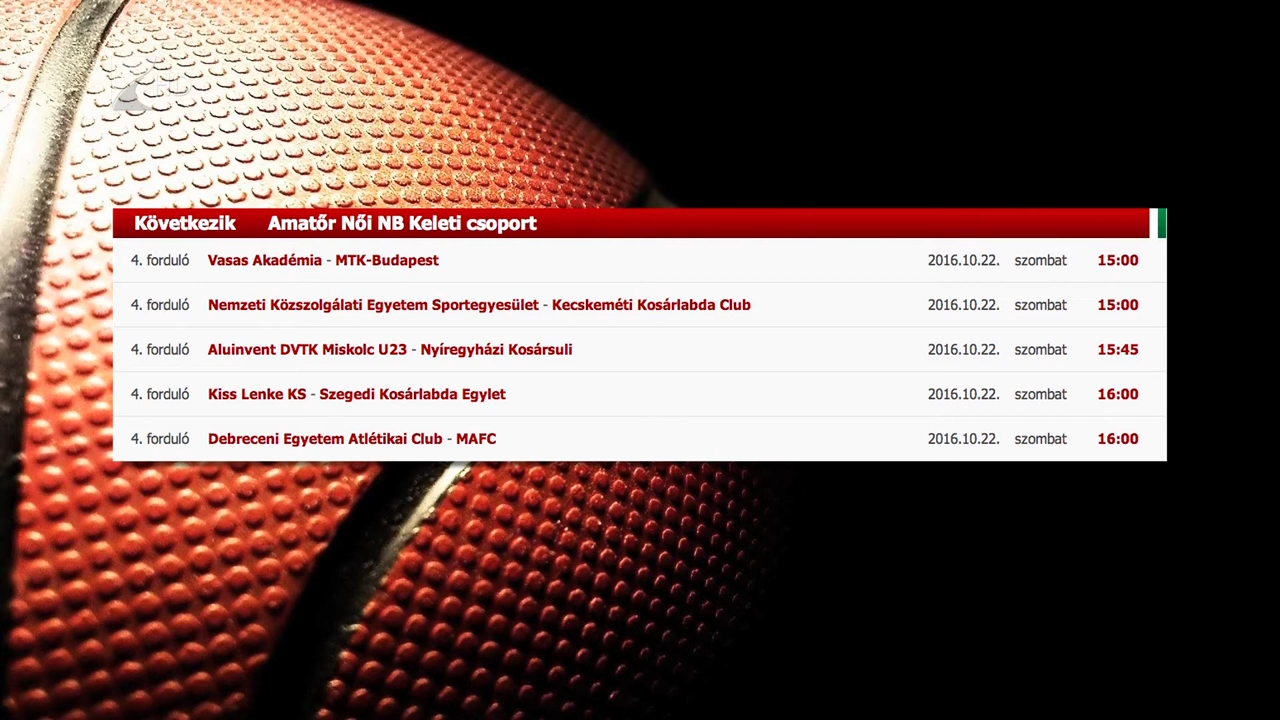 Következik Amatőr Női NB Keleti csoport
4. forduló Vasas Akadémia - MTK-Budapest 2016.10.22. szombat 15:00
4. forduló Nemzeti Közszolgálati Egyetem Sportegyesület - Kecskeméti Kosárlabda Club 2016.10.22. szombat 15:00
4. forduló Aluinvent DVTK Miskolc U23 - Nyíregyházi Kosársuli 2016.10.22. szombat 15:45
4. forduló Kiss Lenke KS - Szegedi Kosárlabda Egylet 2016.10.22. szombat 16:00
4. forduló Debreceni Egyetem Atlétikai Club - MAFC 2016.10.22. szombat 16:00